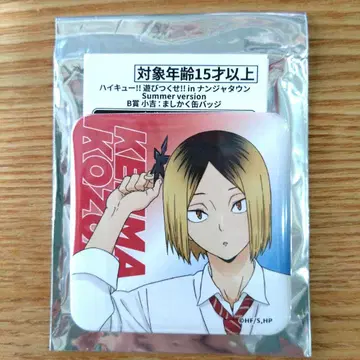 対象年齢15才以上
ハイキュー!! 遊びつくせ!! in ナンジャタウン
Summer version
B賞 小吉：ましかく缶バッジ
KENMA
KOZU
©HF/S,HP